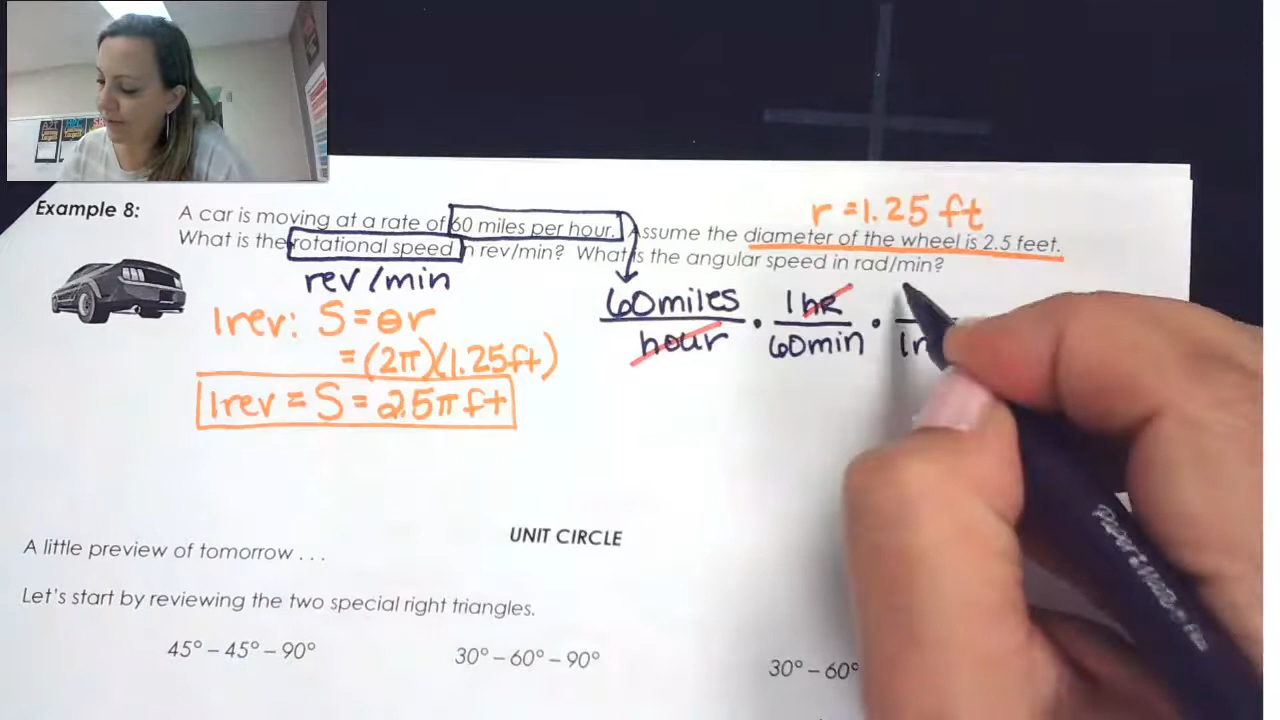 Example 8:
A car is moving at a rate of 60 miles per hour. Assume the diameter of the wheel is 2.5 feet.
What is the rotational speed in rev/min? What is the angular speed in rad/min?
r = 1.25 ft
rev/min
1rev: S = θr
= (2π)(1.25ft)
1rev = S = 2.5π ft
60miles / hour · 1hr / 60min ·
UNIT CIRCLE
A little preview of tomorrow . . .
Let's start by reviewing the two special right triangles.
45° – 45° – 90°
30° – 60° – 90°
30° – 60°